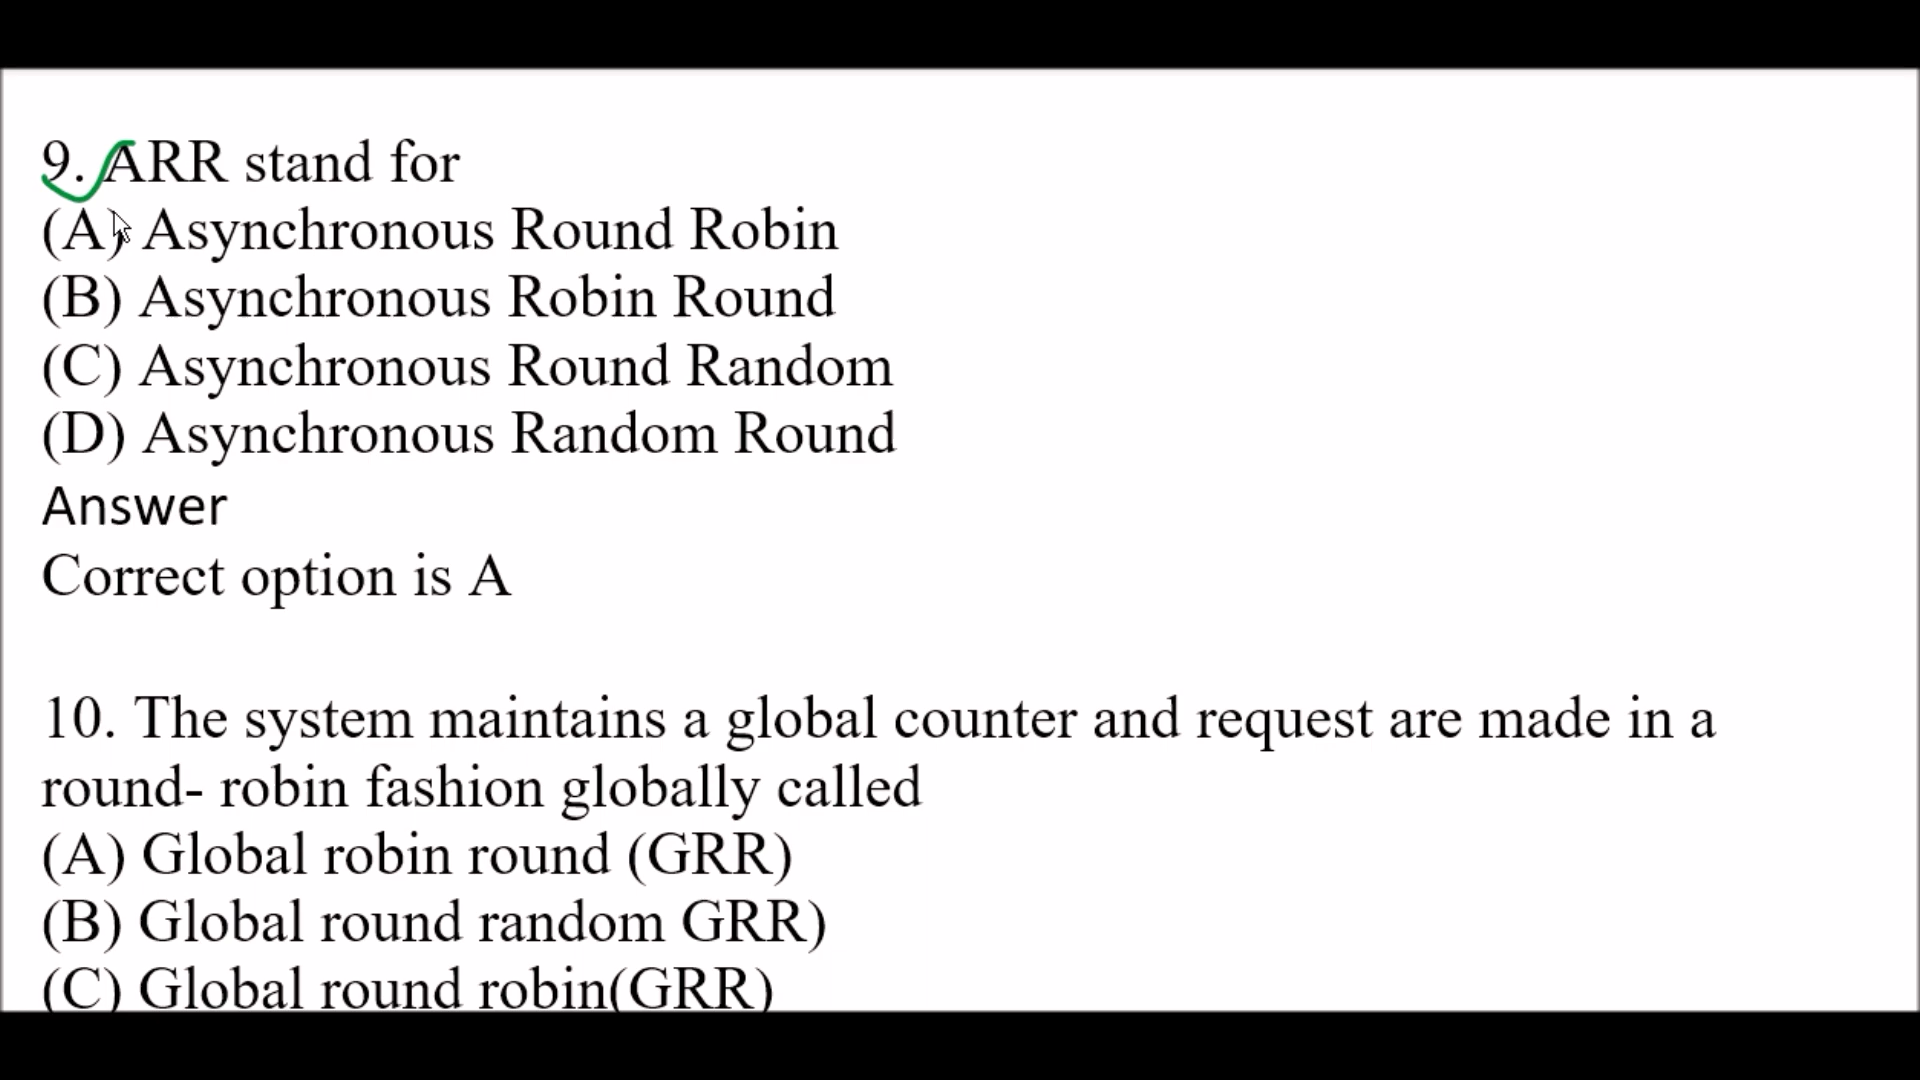 9. ARR stand for
(A) Asynchronous Round Robin
(B) Asynchronous Robin Round
(C) Asynchronous Round Random
(D) Asynchronous Random Round
Answer
Correct option is A
10. The system maintains a global counter and request are made in a
round- robin fashion globally called
(A) Global robin round (GRR)
(B) Global round random GRR)
(C) Global round robin(GRR)